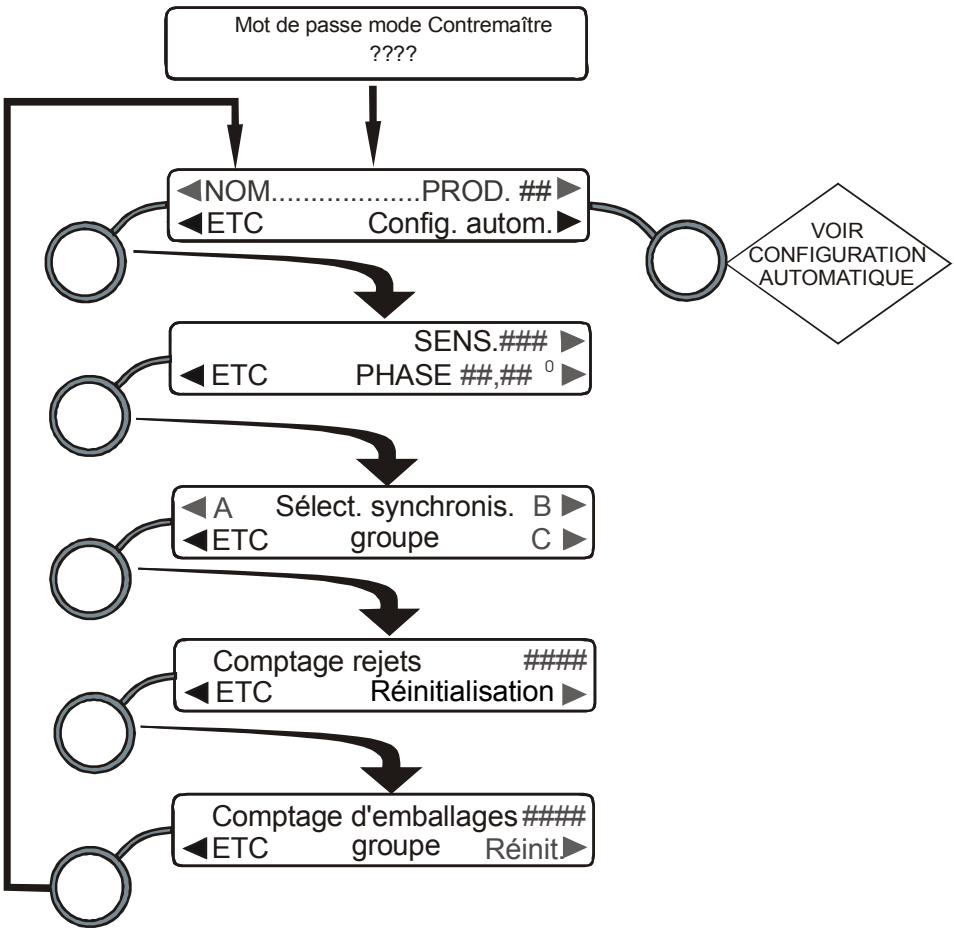 Mot de passe mode Contremaître
????
◀NOM..................PROD. ##▶
◀ETC Config. autom.▶
VOIR
CONFIGURATION
AUTOMATIQUE
SENS.### ▶
◀ETC PHASE ##,## ⁰▶
◀A Sélect. synchronis. B▶
◀ETC groupe C▶
Comptage rejets ####
◀ETC Réinitialisation▶
Comptage d'emballages ####
◀ETC groupe Réinit.▶